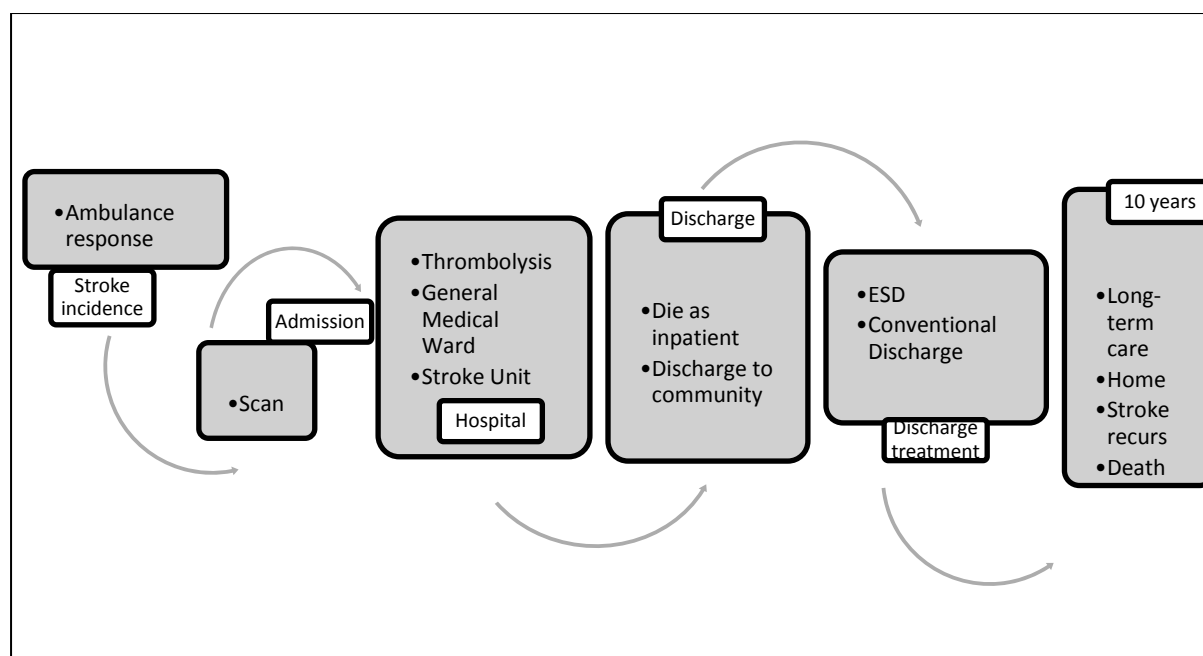 •Ambulance
response
Stroke
incidence
Admission
•Scan
•Thrombolysis
•General
Medical
Ward
•Stroke Unit
Hospital
Discharge
•Die as
inpatient
•Discharge to
community
•ESD
•Conventional
Discharge
Discharge
treatment
10 years
•Long-
term
care
•Home
•Stroke
recurs
•Death